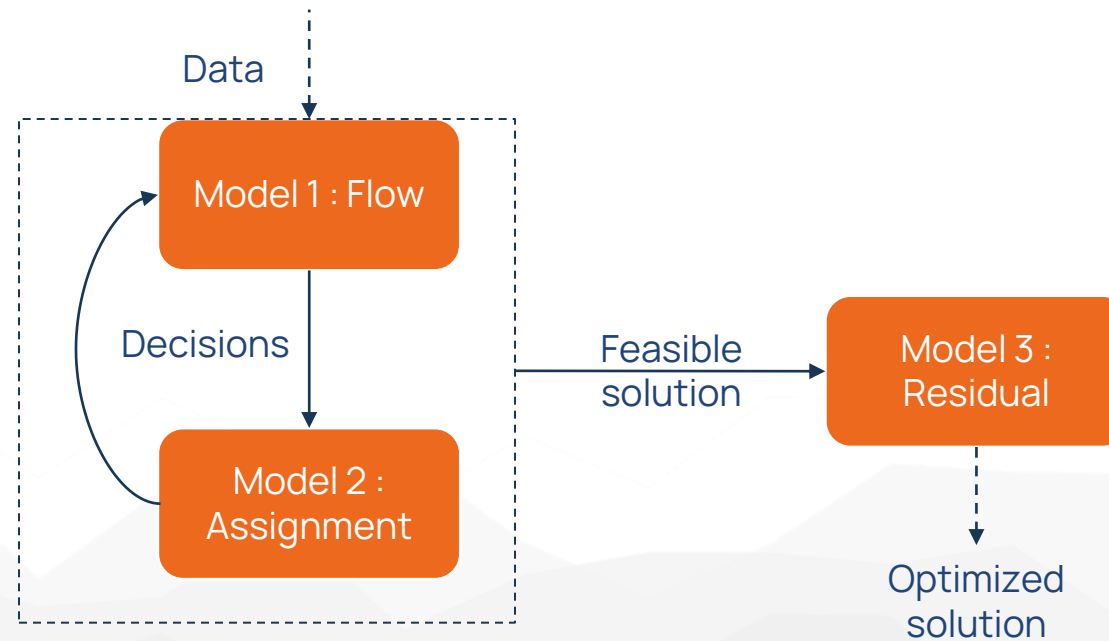 Data
Model 1 : Flow
Decisions
Model 2 :
Assignment
Feasible
solution
Model 3 :
Residual
Optimized
solution